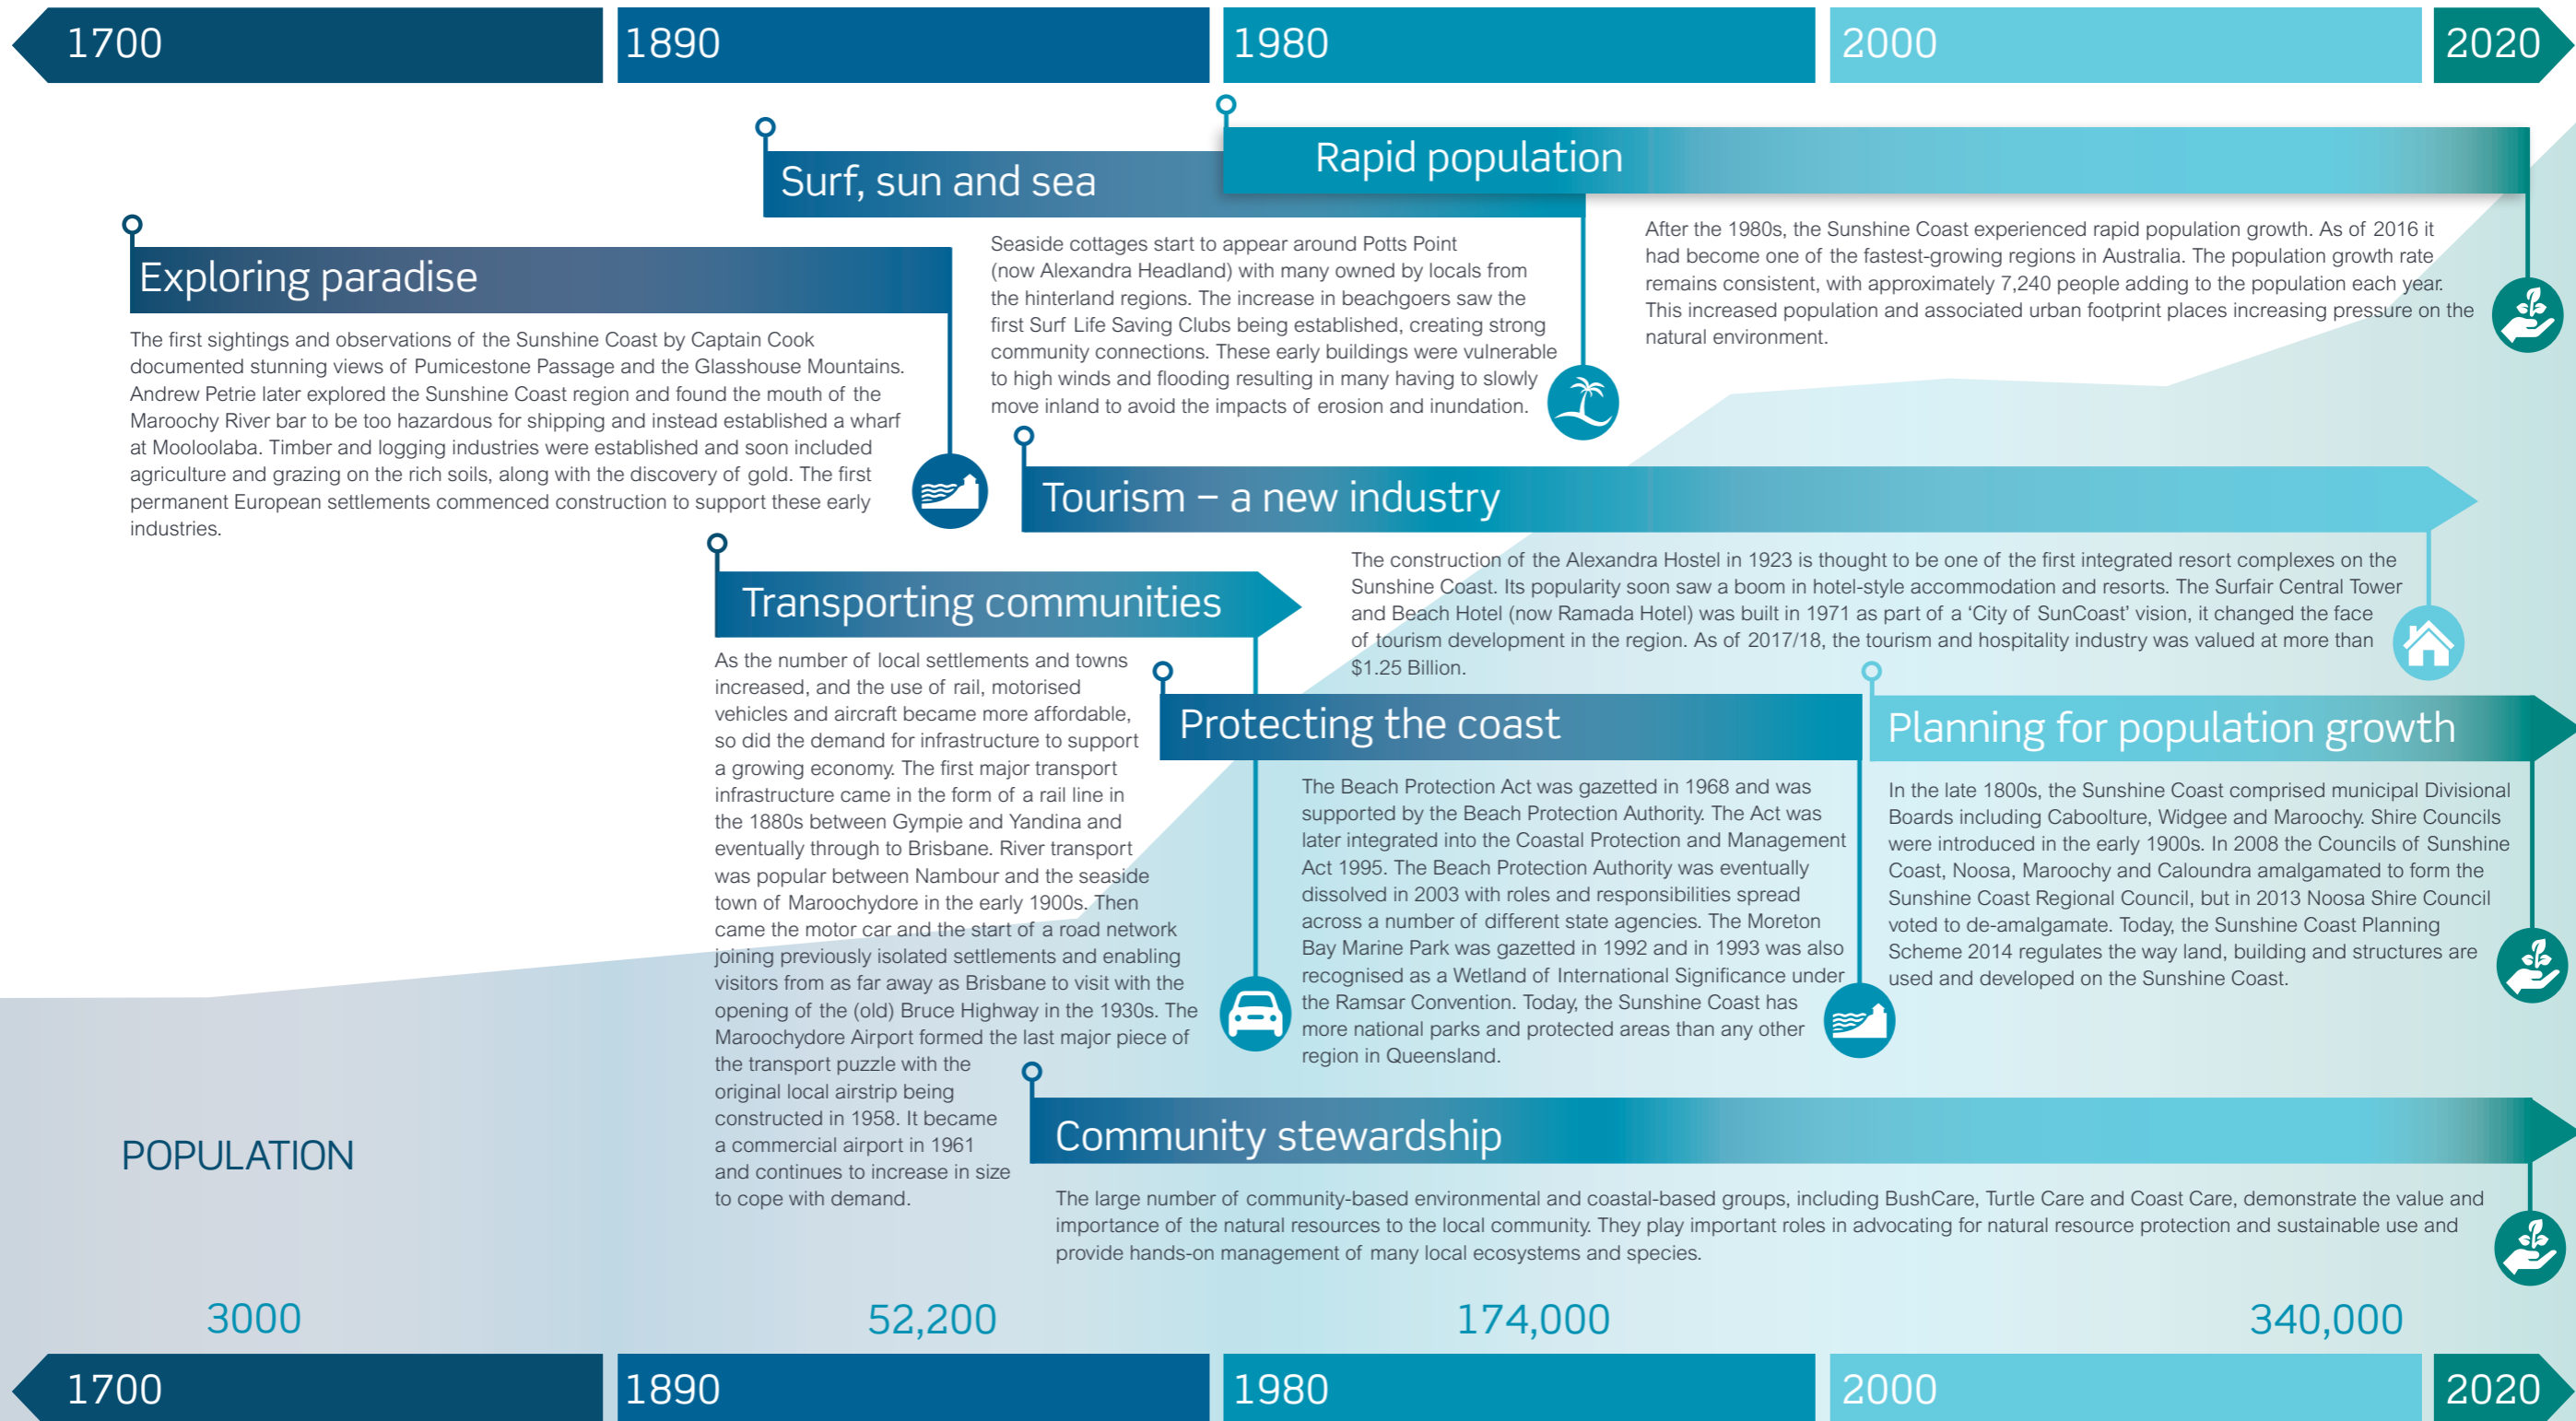 1700
1890
1980
2000
2020
Rapid population
After the 1980s, the Sunshine Coast experienced rapid population growth. As of 2016 it
had become one of the fastest-growing regions in Australia. The population growth rate
remains consistent, with approximately 7,240 people adding to the population each year.
This increased population and associated urban footprint places increasing pressure on the
natural environment.
Surf, sun and sea
Seaside cottages start to appear around Potts Point
(now Alexandra Headland) with many owned by locals from
the hinterland regions. The increase in beachgoers saw the
first Surf Life Saving Clubs being established, creating strong
community connections. These early buildings were vulnerable
to high winds and flooding resulting in many having to slowly
move inland to avoid the impacts of erosion and inundation.
Exploring paradise
The first sightings and observations of the Sunshine Coast by Captain Cook
documented stunning views of Pumicestone Passage and the Glasshouse Mountains.
Andrew Petrie later explored the Sunshine Coast region and found the mouth of the
Maroochy River bar to be too hazardous for shipping and instead established a wharf
at Mooloolaba. Timber and logging industries were established and soon included
agriculture and grazing on the rich soils, along with the discovery of gold. The first
permanent European settlements commenced construction to support these early
industries.
Tourism – a new industry
The construction of the Alexandra Hostel in 1923 is thought to be one of the first integrated resort complexes on the
Sunshine Coast. Its popularity soon saw a boom in hotel-style accommodation and resorts. The Surfair Central Tower
and Beach Hotel (now Ramada Hotel) was built in 1971 as part of a ‘City of SunCoast’ vision, it changed the face
of tourism development in the region. As of 2017/18, the tourism and hospitality industry was valued at more than
$1.25 Billion.
Transporting communities
As the number of local settlements and towns
increased, and the use of rail, motorised
vehicles and aircraft became more affordable,
so did the demand for infrastructure to support
a growing economy. The first major transport
infrastructure came in the form of a rail line in
the 1880s between Gympie and Yandina and
eventually through to Brisbane. River transport
was popular between Nambour and the seaside
town of Maroochydore in the early 1900s. Then
came the motor car and the start of a road network
joining previously isolated settlements and enabling
visitors from as far away as Brisbane to visit with the
opening of the (old) Bruce Highway in the 1930s. The
Maroochydore Airport formed the last major piece of
the transport puzzle with the
original local airstrip being
constructed in 1958. It became
a commercial airport in 1961
and continues to increase in size
to cope with demand.
Protecting the coast
The Beach Protection Act was gazetted in 1968 and was
supported by the Beach Protection Authority. The Act was
later integrated into the Coastal Protection and Management
Act 1995. The Beach Protection Authority was eventually
dissolved in 2003 with roles and responsibilities spread
across a number of different state agencies. The Moreton
Bay Marine Park was gazetted in 1992 and in 1993 was also
recognised as a Wetland of International Significance under
the Ramsar Convention. Today, the Sunshine Coast has
more national parks and protected areas than any other
region in Queensland.
Planning for population growth
In the late 1800s, the Sunshine Coast comprised municipal Divisional
Boards including Caboolture, Widgee and Maroochy. Shire Councils
were introduced in the early 1900s. In 2008 the Councils of Sunshine
Coast, Noosa, Maroochy and Caloundra amalgamated to form the
Sunshine Coast Regional Council, but in 2013 Noosa Shire Council
voted to de-amalgamate. Today, the Sunshine Coast Planning
Scheme 2014 regulates the way land, building and structures are
used and developed on the Sunshine Coast.
Community stewardship
The large number of community-based environmental and coastal-based groups, including BushCare, Turtle Care and Coast Care, demonstrate the value and
importance of the natural resources to the local community. They play important roles in advocating for natural resource protection and sustainable use and
provide hands-on management of many local ecosystems and species.
POPULATION
3000
52,200
174,000
340,000
1700
1890
1980
2000
2020